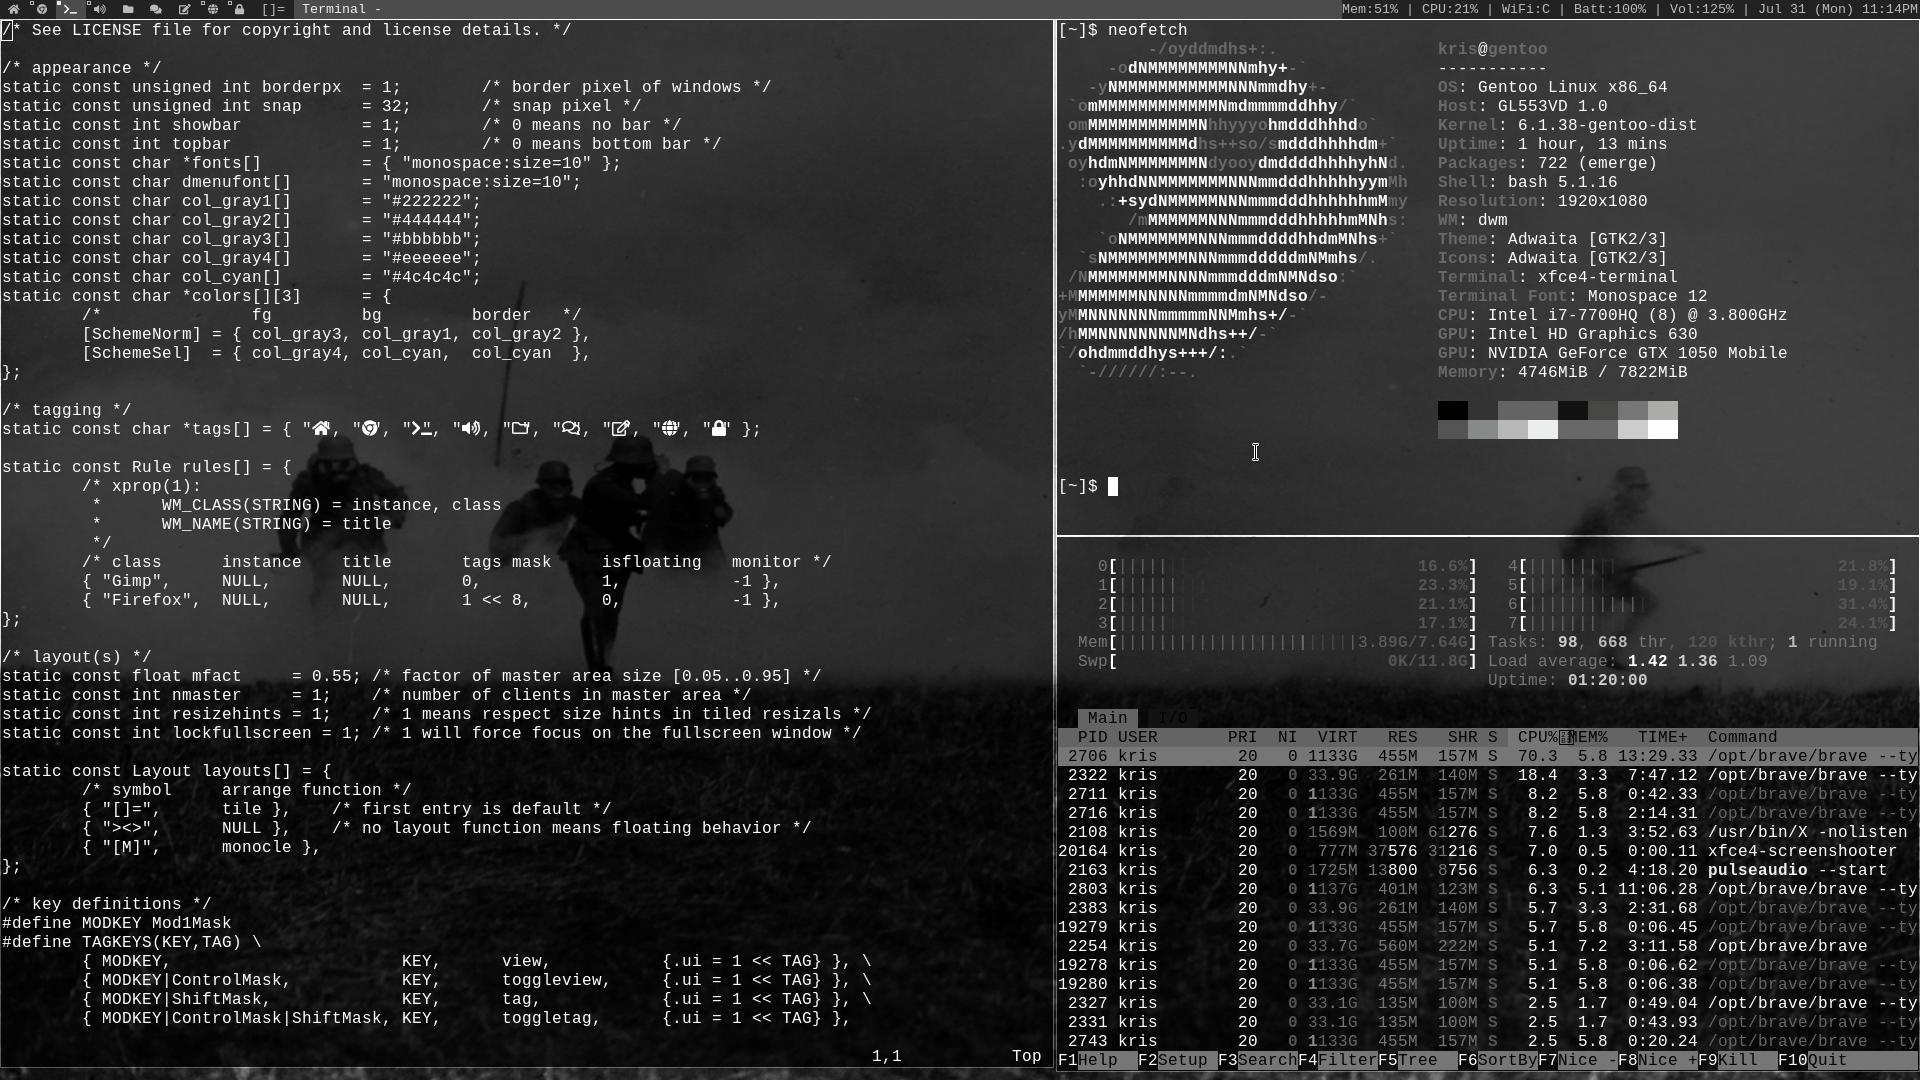 []= Terminal - Mem:51% | CPU:21% | WiFi:C | Batt:100% | Vol:125% | Jul 31 (Mon) 11:14PM
/* See LICENSE file for copyright and license details. */

/* appearance */
static const unsigned int borderpx  = 1;        /* border pixel of windows */
static const unsigned int snap      = 32;       /* snap pixel */
static const int showbar            = 1;        /* 0 means no bar */
static const int topbar             = 1;        /* 0 means bottom bar */
static const char *fonts[]          = { "monospace:size=10" };
static const char dmenufont[]       = "monospace:size=10";
static const char col_gray1[]       = "#222222";
static const char col_gray2[]       = "#444444";
static const char col_gray3[]       = "#bbbbbb";
static const char col_gray4[]       = "#eeeeee";
static const char col_cyan[]        = "#4c4c4c";
static const char *colors[][3]      = {
        /*               fg         bg         border   */
        [SchemeNorm] = { col_gray3, col_gray1, col_gray2 },
        [SchemeSel]  = { col_gray4, col_cyan,  col_cyan  },
};

/* tagging */
static const char *tags[] = { "", "", "", "", "", "", "", "", "" };

static const Rule rules[] = {
        /* xprop(1):
         *      WM_CLASS(STRING) = instance, class
         *      WM_NAME(STRING) = title
         */
        /* class      instance    title       tags mask     isfloating   monitor */
        { "Gimp",     NULL,       NULL,       0,            1,           -1 },
        { "Firefox",  NULL,       NULL,       1 << 8,       0,           -1 },
};

/* layout(s) */
static const float mfact     = 0.55; /* factor of master area size [0.05..0.95] */
static const int nmaster     = 1;    /* number of clients in master area */
static const int resizehints = 1;    /* 1 means respect size hints in tiled resizals */
static const int lockfullscreen = 1; /* 1 will force focus on the fullscreen window */

static const Layout layouts[] = {
        /* symbol     arrange function */
        { "[]=",      tile },    /* first entry is default */
        { "><>",      NULL },    /* no layout function means floating behavior */
        { "[M]",      monocle },
};

/* key definitions */
#define MODKEY Mod1Mask
#define TAGKEYS(KEY,TAG) \
        { MODKEY,                       KEY,      view,           {.ui = 1 << TAG} }, \
        { MODKEY|ControlMask,           KEY,      toggleview,     {.ui = 1 << TAG} }, \
        { MODKEY|ShiftMask,             KEY,      tag,            {.ui = 1 << TAG} }, \
        { MODKEY|ControlMask|ShiftMask, KEY,      toggletag,      {.ui = 1 << TAG} },
1,1 Top
[~]$ neofetch
kris@gentoo
-----------
OS: Gentoo Linux x86_64
Host: GL553VD 1.0
Kernel: 6.1.38-gentoo-dist
Uptime: 1 hour, 13 mins
Packages: 722 (emerge)
Shell: bash 5.1.16
Resolution: 1920x1080
WM: dwm
Theme: Adwaita [GTK2/3]
Icons: Adwaita [GTK2/3]
Terminal: xfce4-terminal
Terminal Font: Monospace 12
CPU: Intel i7-7700HQ (8) @ 3.800GHz
GPU: Intel HD Graphics 630
GPU: NVIDIA GeForce GTX 1050 Mobile
Memory: 4746MiB / 7822MiB
[~]$
0[|||||| 16.6%] 4[|||||||| 21.8%]
1[|||||||| 23.3%] 5[||||||| 19.1%]
2[||||||| 21.1%] 6[|||||||||||| 31.4%]
3[|||||| 17.1%] 7[|||||||| 24.1%]
Mem[||||||||||||||||||||||||3.89G/7.64G] Tasks: 98, 668 thr, 120 kthr; 1 running
Swp[ 0K/11.8G] Load average: 1.42 1.36 1.09
Uptime: 01:20:00
Main I/O
PID USER PRI NI VIRT RES SHR S CPU% MEM% TIME+ Command
2706 kris 20 0 1133G 455M 157M S 70.3 5.8 13:29.33 /opt/brave/brave --ty
2322 kris 20 0 33.9G 261M 140M S 18.4 3.3 7:47.12 /opt/brave/brave --ty
2711 kris 20 0 1133G 455M 157M S 8.2 5.8 0:42.33 /opt/brave/brave --ty
2716 kris 20 0 1133G 455M 157M S 8.2 5.8 2:14.31 /opt/brave/brave --ty
2108 kris 20 0 1569M 100M 61276 S 7.6 1.3 3:52.63 /usr/bin/X -nolisten
20164 kris 20 0 777M 37576 31216 S 7.0 0.5 0:00.11 xfce4-screenshooter
2163 kris 20 0 1725M 13800 8756 S 6.3 0.2 4:18.20 pulseaudio --start
2803 kris 20 0 1137G 401M 123M S 6.3 5.1 11:06.28 /opt/brave/brave --ty
2383 kris 20 0 33.9G 261M 140M S 5.7 3.3 2:31.68 /opt/brave/brave --ty
19279 kris 20 0 1133G 455M 157M S 5.7 5.8 0:06.45 /opt/brave/brave --ty
2254 kris 20 0 33.7G 560M 222M S 5.1 7.2 3:11.58 /opt/brave/brave
19278 kris 20 0 1133G 455M 157M S 5.1 5.8 0:06.62 /opt/brave/brave --ty
19280 kris 20 0 1133G 455M 157M S 5.1 5.8 0:06.38 /opt/brave/brave --ty
2327 kris 20 0 33.1G 135M 100M S 2.5 1.7 0:49.04 /opt/brave/brave --ty
2331 kris 20 0 33.1G 135M 100M S 2.5 1.7 0:43.93 /opt/brave/brave --ty
2743 kris 20 0 1133G 455M 157M S 2.5 5.8 0:20.24 /opt/brave/brave --ty
F1Help F2Setup F3SearchF4FilterF5Tree F6SortByF7Nice -F8Nice +F9Kill F10Quit